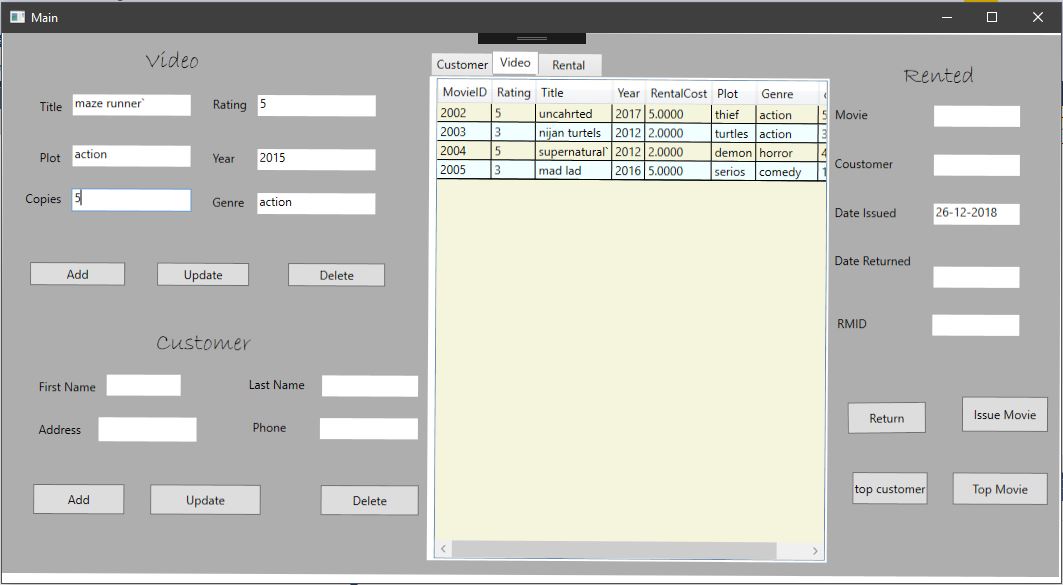 Main
Video
Title maze runner` Rating 5
Plot action Year 2015
Copies 5 Genre action
Add Update Delete
Customer
First Name Last Name
Address Phone
Add Update Delete
Customer Video Rental
MovieID Rating Title Year RentalCost Plot Genre
2002 5 uncahrted 2017 5.0000 thief action 5
2003 3 nijan turtels 2012 2.0000 turtles action 3
2004 5 supernatural` 2012 2.0000 demon horror 4
2005 3 mad lad 2016 5.0000 serios comedy 1
Rented
Movie
Coustomer
Date Issued 26-12-2018
Date Returned
RMID
Return Issue Movie
top customer Top Movie